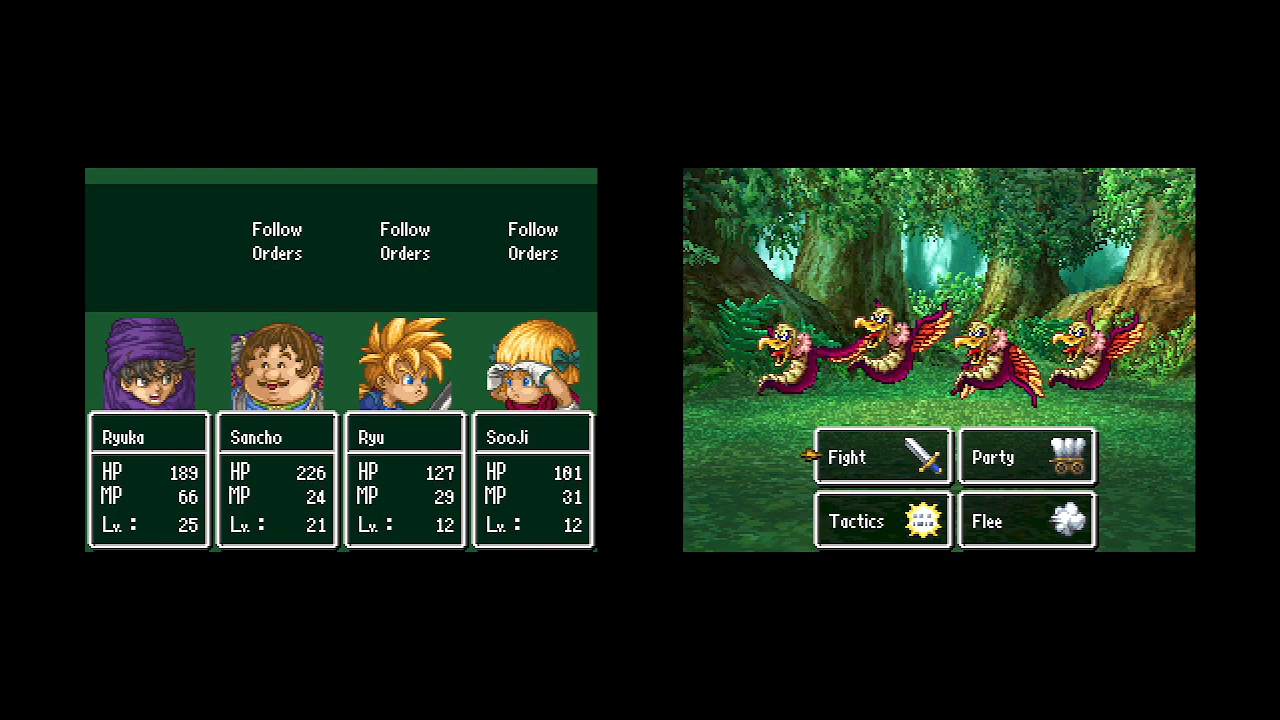 Follow Orders
Follow Orders
Follow Orders
Ryuka
HP 189
MP 66
Lv.: 25
Sancho
HP 226
MP 24
Lv.: 21
Ryu
HP 127
MP 29
Lv.: 12
SooJi
HP 101
MP 31
Lv.: 12
Fight
Party
Tactics
Flee